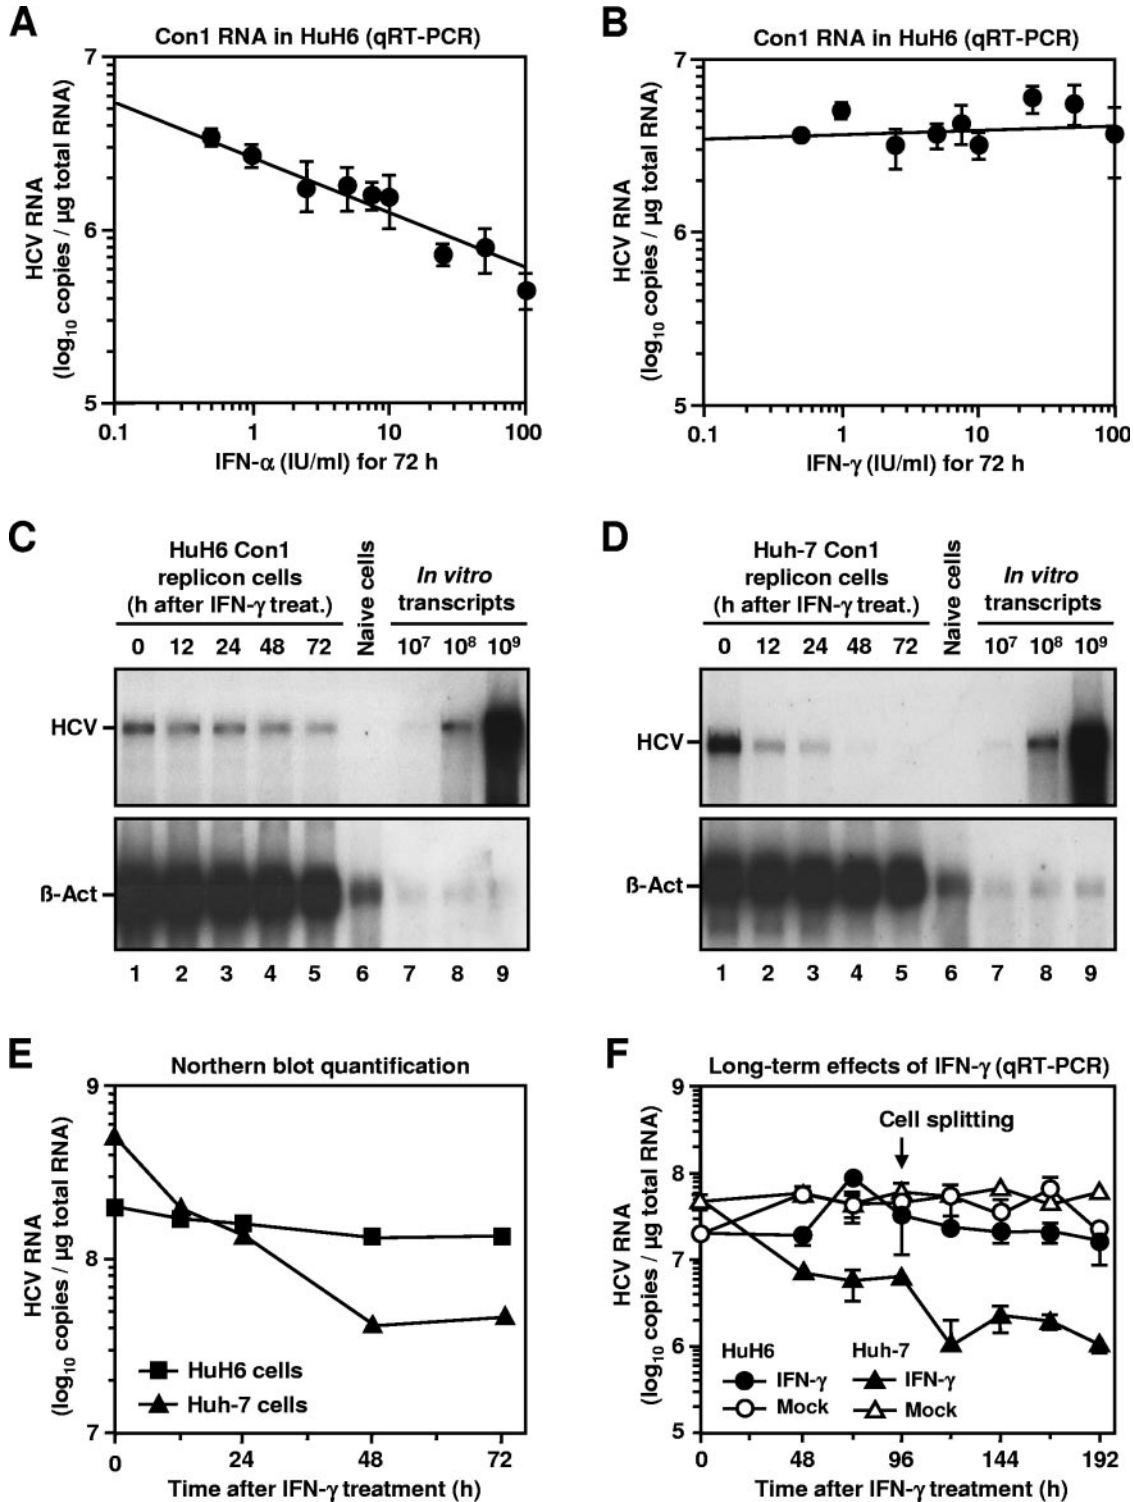 A
Con1 RNA in HuH6 (qRT-PCR)
HCV RNA
(log10 copies / µg total RNA)
7
6
5
0.1 1 10 100
IFN-α (IU/ml) for 72 h
B
Con1 RNA in HuH6 (qRT-PCR)
HCV RNA
(log10 copies / µg total RNA)
7
6
5
0.1 1 10 100
IFN-γ (IU/ml) for 72 h
C
HuH6 Con1
replicon cells
(h after IFN-γ treat.)
Naive cells
In vitro
transcripts
0 12 24 48 72 10⁷ 10⁸ 10⁹
HCV
ß-Act
1 2 3 4 5 6 7 8 9
D
Huh-7 Con1
replicon cells
(h after IFN-γ treat.)
Naive cells
In vitro
transcripts
0 12 24 48 72 10⁷ 10⁸ 10⁹
HCV
ß-Act
1 2 3 4 5 6 7 8 9
E
Northern blot quantification
HCV RNA
(log10 copies / µg total RNA)
9
8
7
HuH6 cells
Huh-7 cells
0 24 48 72
Time after IFN-γ treatment (h)
F
Long-term effects of IFN-γ (qRT-PCR)
HCV RNA
(log10 copies / µg total RNA)
9
8
7
6
5
Cell splitting
HuH6 Huh-7
IFN-γ IFN-γ
Mock Mock
0 48 96 144 192
Time after IFN-γ treatment (h)